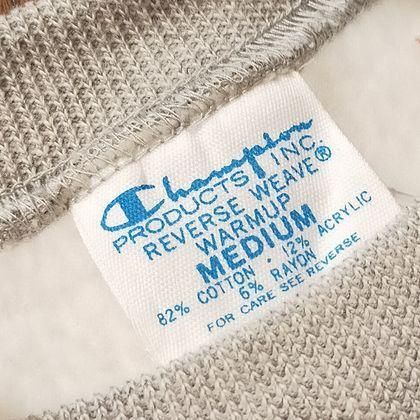 Champion
PRODUCTS INC.
REVERSE WEAVE®
WARMUP
MEDIUM
82% COTTON . 12% ACRYLIC
6% RAYON
FOR CARE SEE REVERSE